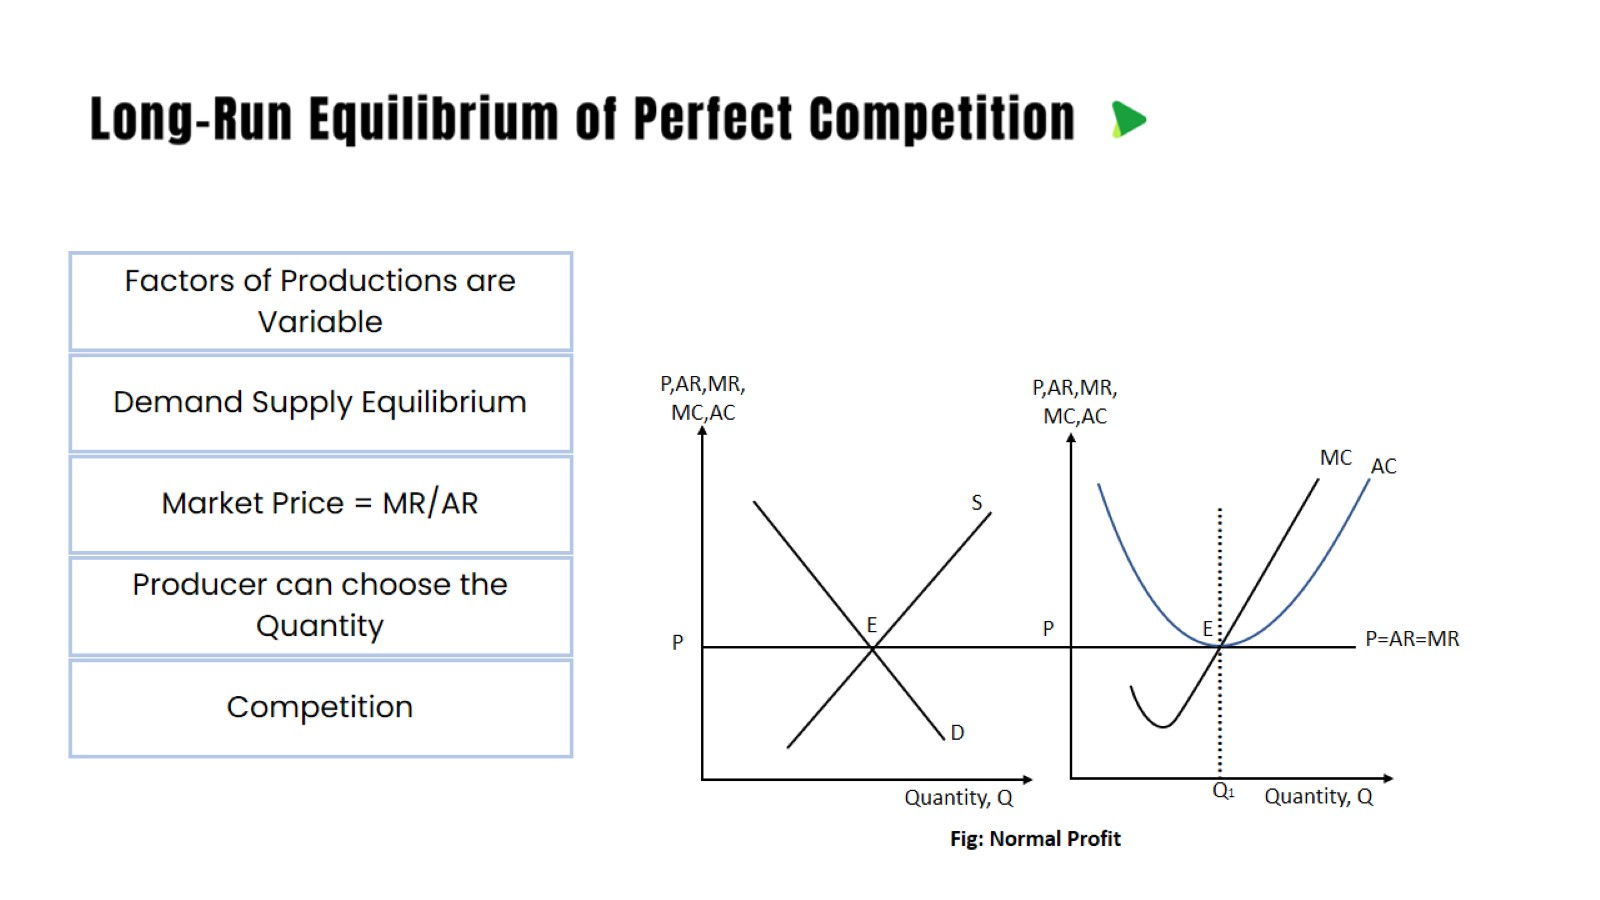 Long-Run Equilibrium of Perfect Competition
Factors of Productions are
Variable
Demand Supply Equilibrium
Market Price = MR/AR
Producer can choose the
Quantity
Competition
P,AR,MR,
MC,AC
S
E
P
D
Quantity, Q
P,AR,MR,
MC,AC
MC
AC
P
E
P=AR=MR
Q1
Quantity, Q
Fig: Normal Profit